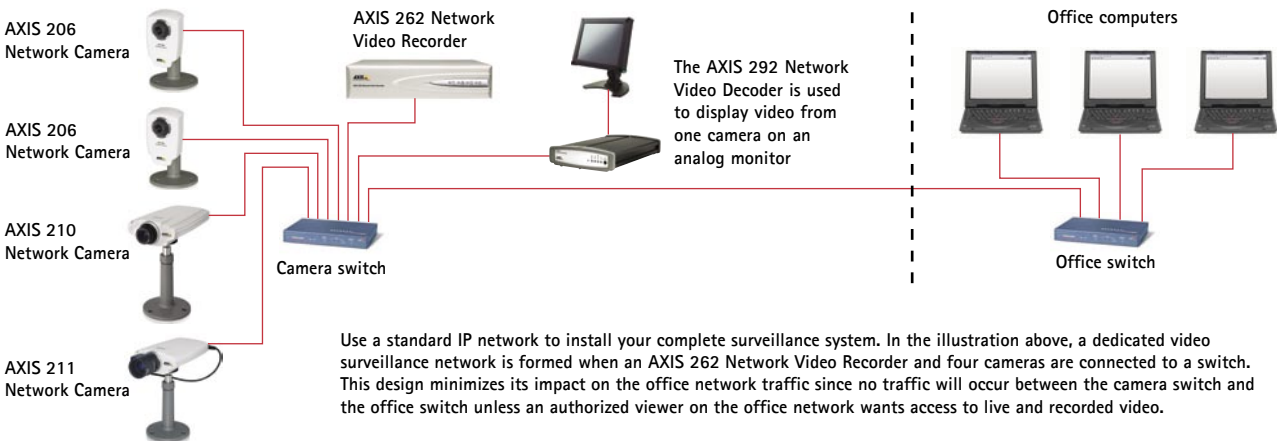 AXIS 206
Network Camera
AXIS 262 Network
Video Recorder
The AXIS 292 Network
Video Decoder is used
to display video from
one camera on an
analog monitor
Office computers
AXIS 206
Network Camera
AXIS 210
Network Camera
Camera switch
Office switch
AXIS 211
Network Camera
Use a standard IP network to install your complete surveillance system. In the illustration above, a dedicated video
surveillance network is formed when an AXIS 262 Network Video Recorder and four cameras are connected to a switch.
This design minimizes its impact on the office network traffic since no traffic will occur between the camera switch and
the office switch unless an authorized viewer on the office network wants access to live and recorded video.